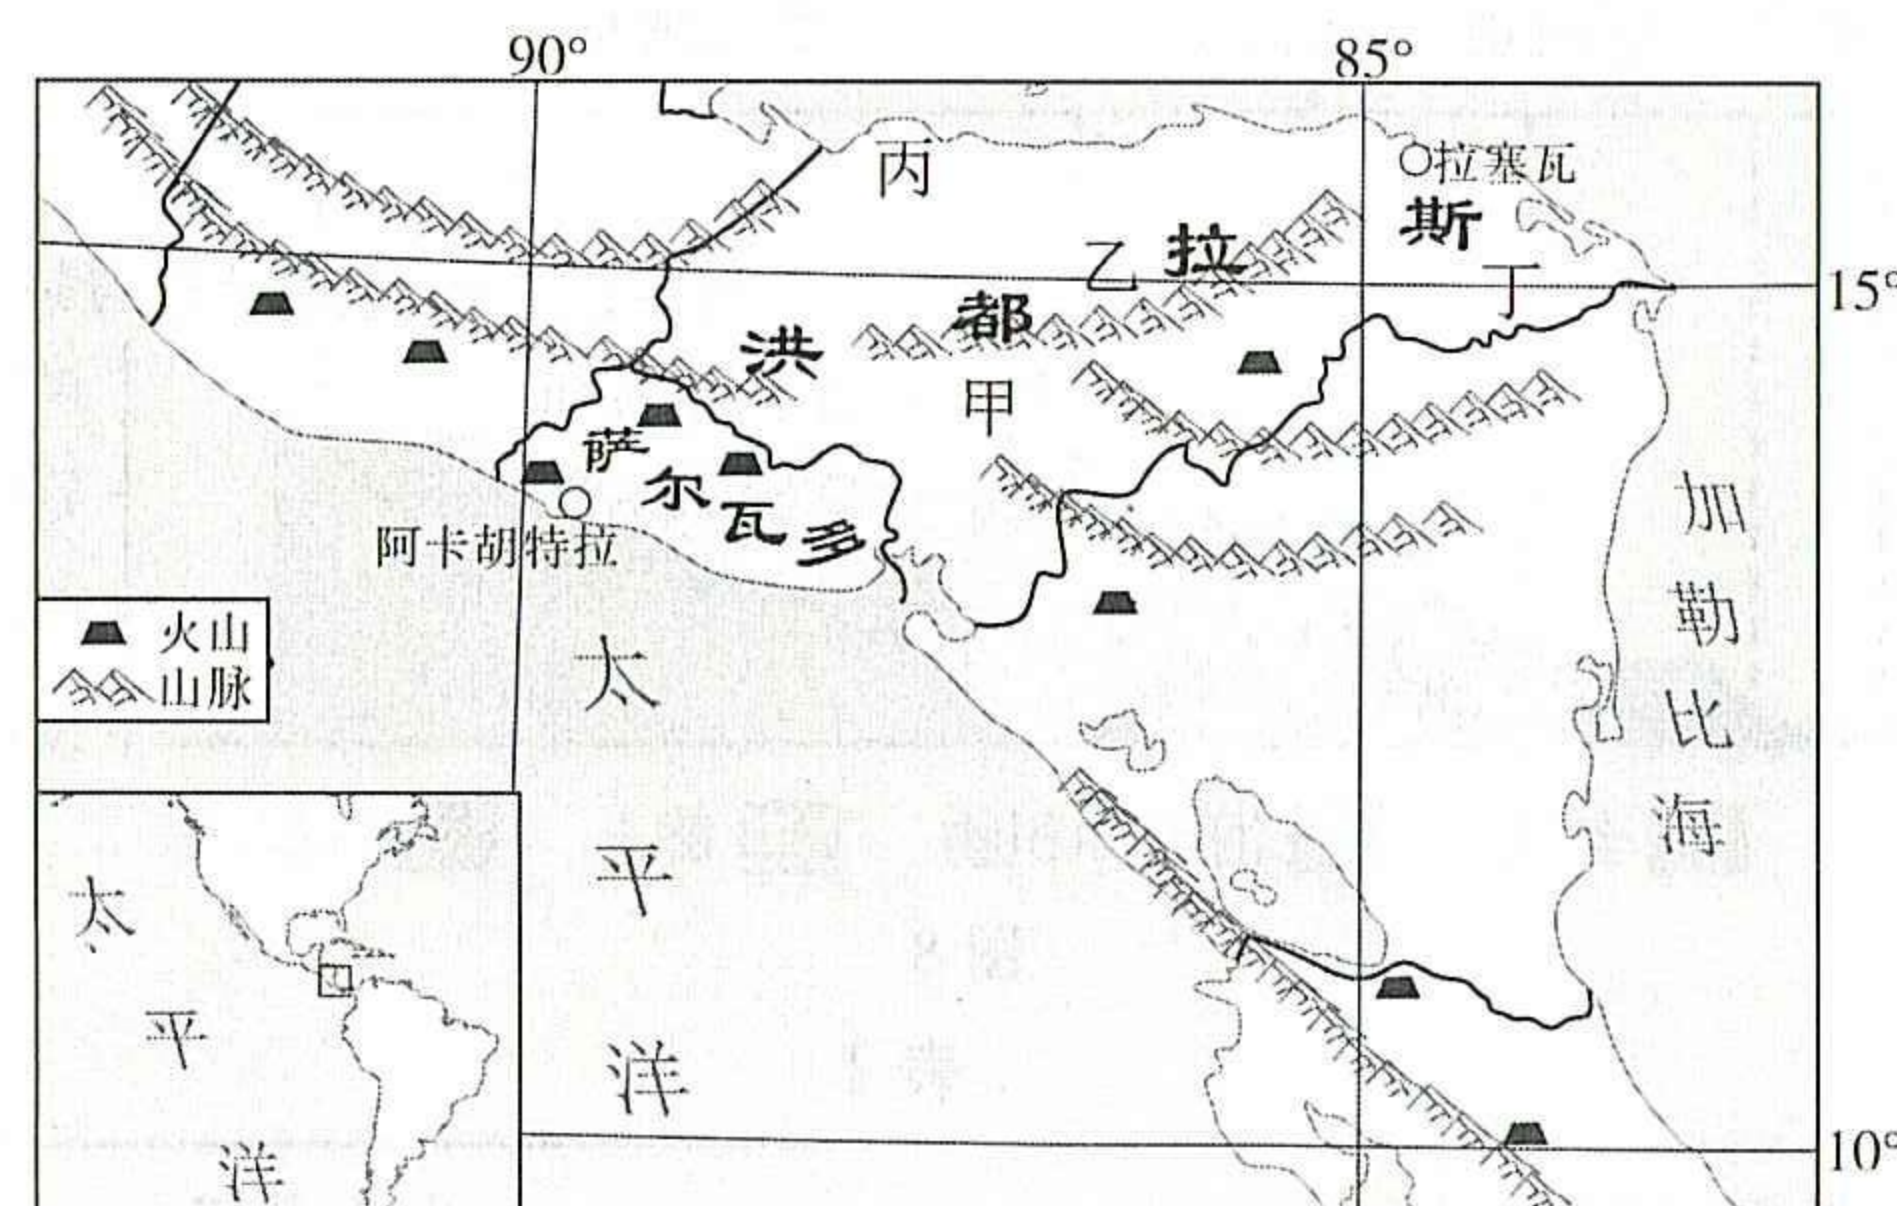 90°
85°
丙
拉塞瓦
斯
乙
拉
丁
15°
都
洪
甲
萨
尔
瓦
多
阿卡胡特拉
加
勒
比
海
火山
山脉
太
平
洋
太
平
洋
10°